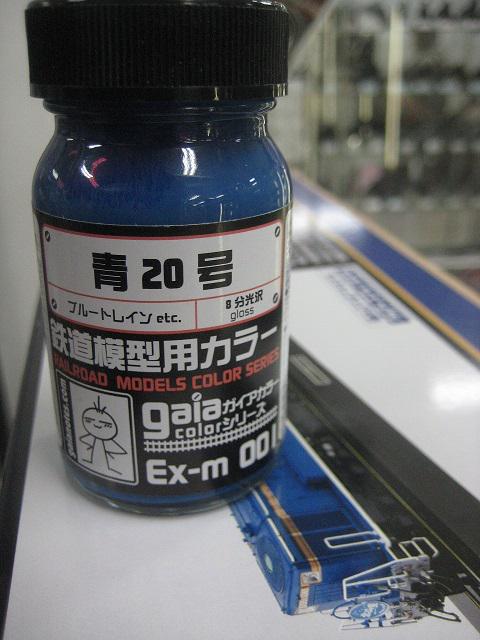 青20号
ブルートレイン etc.
8分光沢
gloss
鉄道模型用カラー
RAILROAD MODELS COLOR SERIES
gaia ガイアカラー
color シリーズ
Ex-m 001